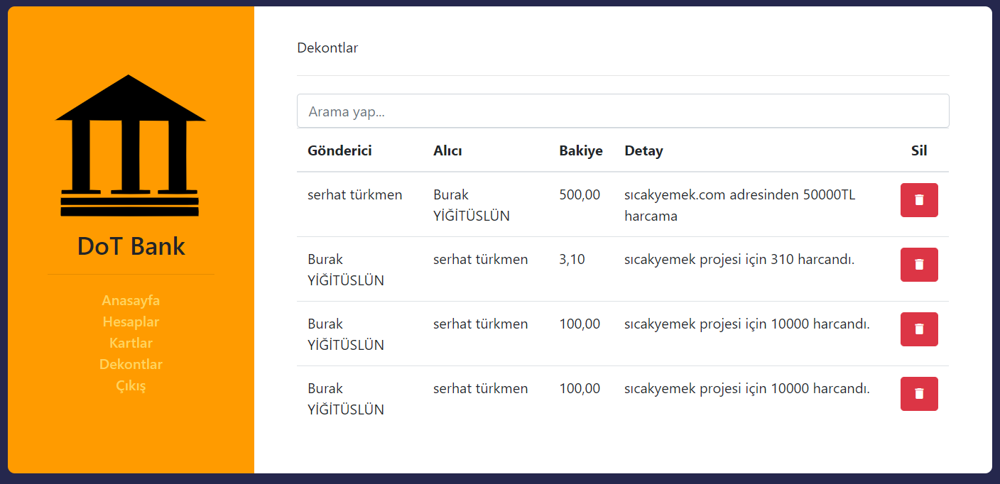 DoT Bank
Anasayfa
Hesaplar
Kartlar
Dekontlar
Çıkış
Dekontlar
Arama yap...
Gönderici Alıcı Bakiye Detay Sil
serhat türkmen Burak 500,00 sıcakyemek.com adresinden 50000TL
YİĞİTÜSLÜN harcama
Burak serhat türkmen 3,10 sıcakyemek projesi için 310 harcandı.
YİĞİTÜSLÜN
Burak serhat türkmen 100,00 sıcakyemek projesi için 10000 harcandı.
YİĞİTÜSLÜN
Burak serhat türkmen 100,00 sıcakyemek projesi için 10000 harcandı.
YİĞİTÜSLÜN